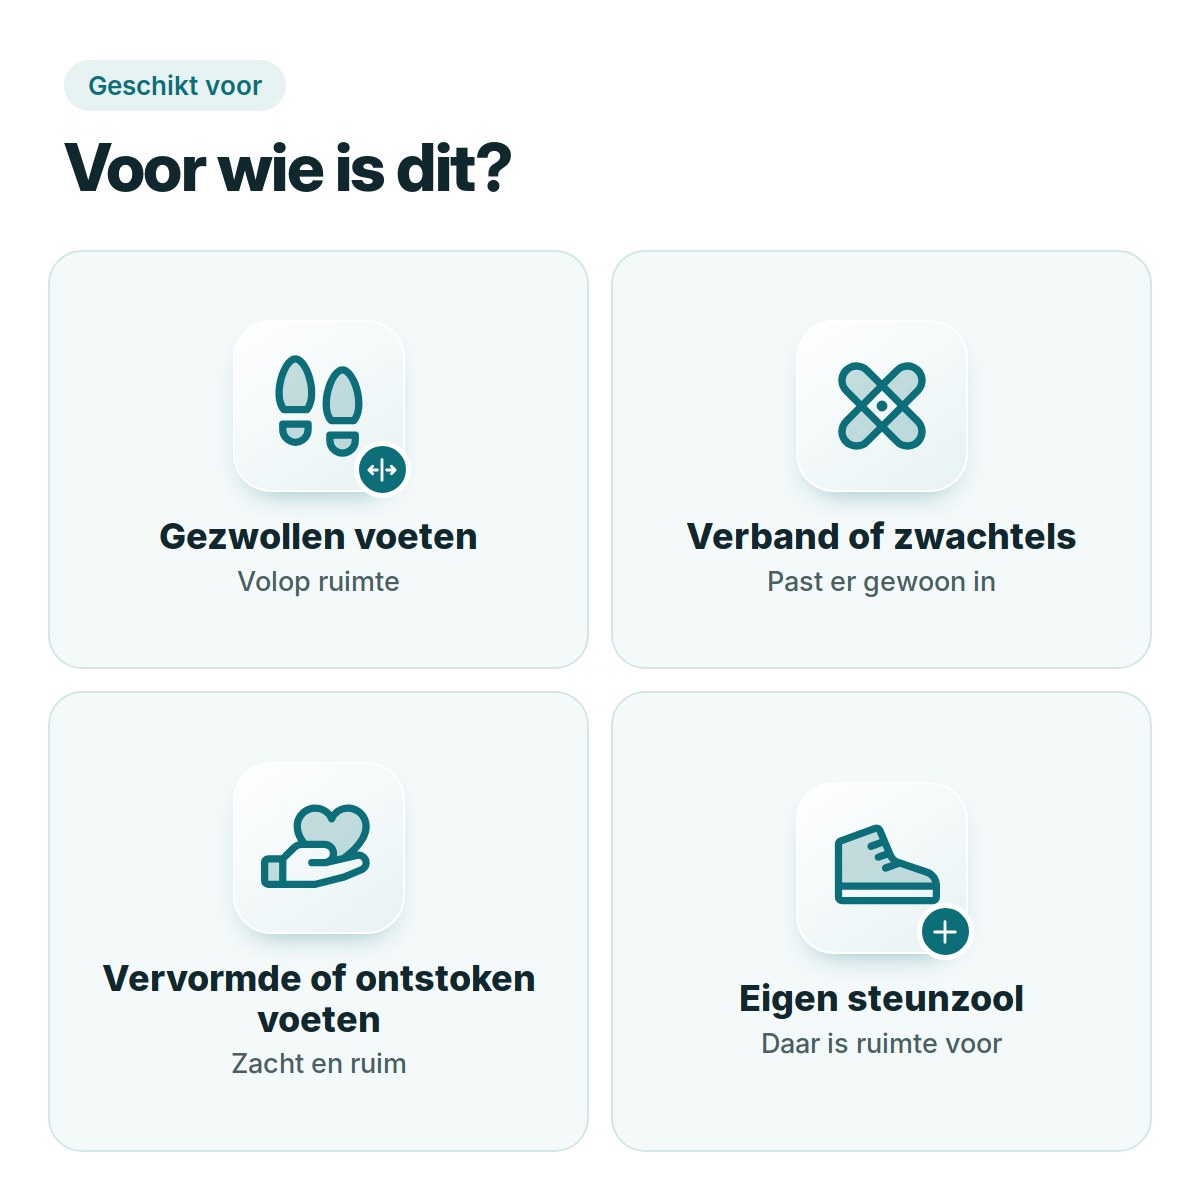 Geschikt voor
Voor wie is dit?
Gezwollen voeten
Volop ruimte
Verband of zwachtels
Past er gewoon in
Vervormde of ontstoken
voeten
Zacht en ruim
Eigen steunzool
Daar is ruimte voor